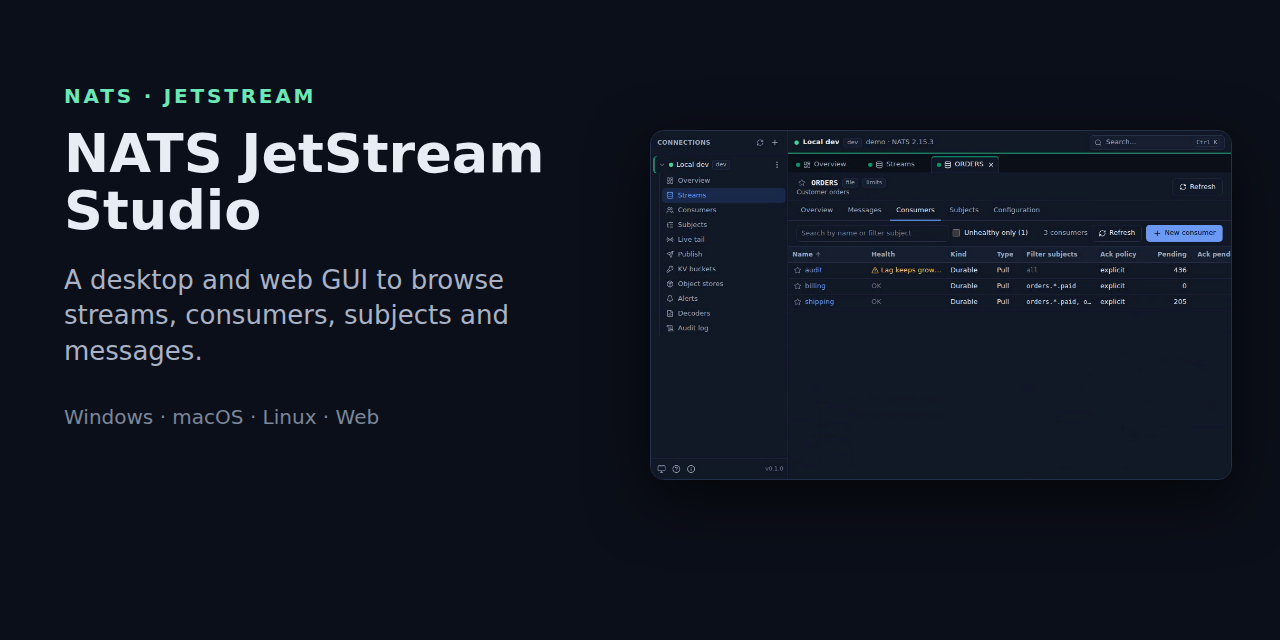 NATS · JETSTREAM
NATS JetStream
Studio
A desktop and web GUI to browse
streams, consumers, subjects and
messages.
Windows · macOS · Linux · Web
CONNECTIONS
Local dev dev
Overview
Streams
Consumers
Subjects
Live tail
Publish
KV buckets
Object stores
Alerts
Decoders
Audit log
v0.1.0
Local dev dev demo · NATS 2.15.3 Search... Ctrl K
Overview Streams ORDERS ×
ORDERS file limits
Customer orders
Refresh
Overview Messages Consumers Subjects Configuration
Search by name or filter subject Unhealthy only (1) 3 consumers Refresh + New consumer
Name ↑ Health Kind Type Filter subjects Ack policy Pending Ack pend
audit Lag keeps grow... Durable Pull all explicit 436
billing OK Durable Pull orders.*.paid explicit 0
shipping OK Durable Pull orders.*.paid, o… explicit 205